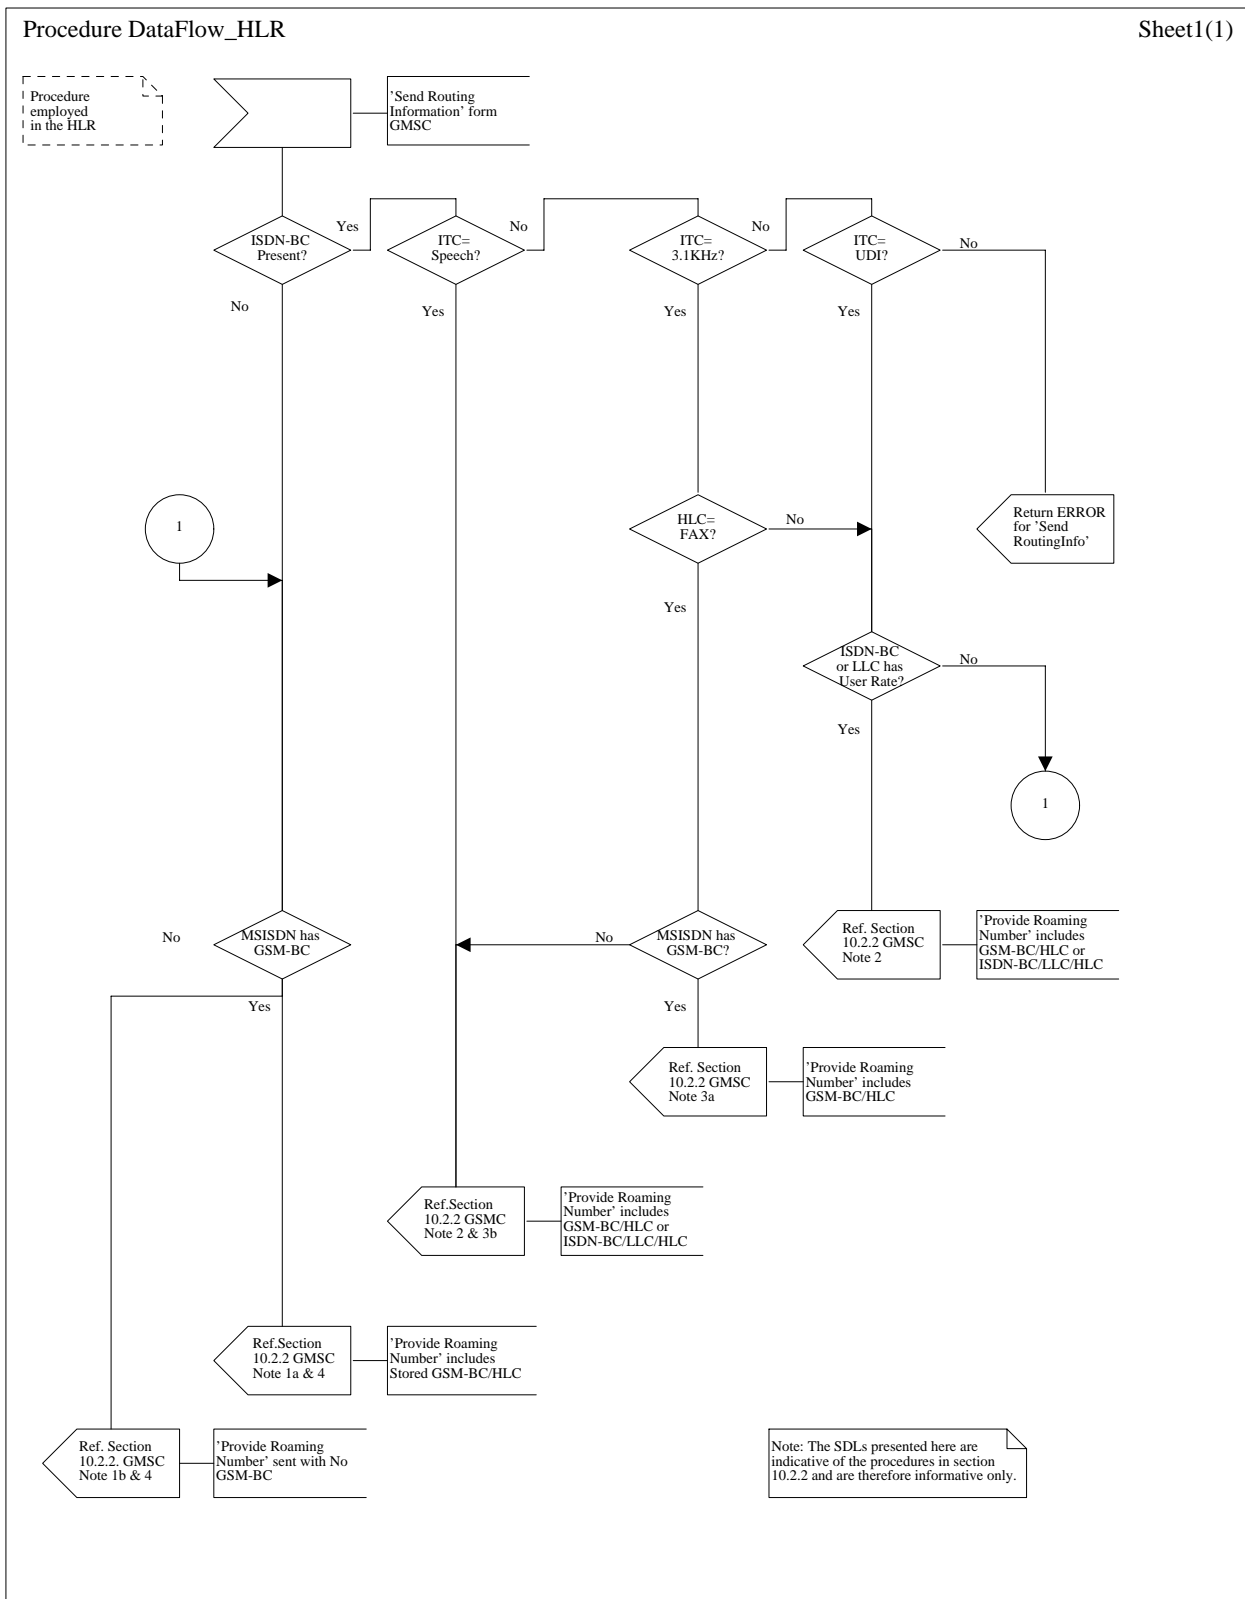 Procedure DataFlow_HLR
Sheet1(1)
Procedure
employed
in the HLR
'Send Routing
Information' form
GMSC
ISDN-BC
Present?
Yes
No
ITC=
Speech?
No
Yes
ITC=
3.1KHz?
No
Yes
ITC=
UDI?
No
Yes
1
HLC=
FAX?
No
Yes
Return ERROR
for 'Send
RoutingInfo'
ISDN-BC
or LLC has
User Rate?
No
Yes
1
No
MSISDN has
GSM-BC
Yes
No
MSISDN has
GSM-BC?
Yes
Ref. Section
10.2.2 GMSC
Note 2
'Provide Roaming
Number' includes
GSM-BC/HLC or
ISDN-BC/LLC/HLC
Ref. Section
10.2.2 GMSC
Note 3a
'Provide Roaming
Number' includes
GSM-BC/HLC
Ref.Section
10.2.2 GSMC
Note 2 & 3b
'Provide Roaming
Number' includes
GSM-BC/HLC or
ISDN-BC/LLC/HLC
Ref.Section
10.2.2 GMSC
Note 1a & 4
'Provide Roaming
Number' includes
Stored GSM-BC/HLC
Ref. Section
10.2.2. GMSC
Note 1b & 4
'Provide Roaming
Number' sent with No
GSM-BC
Note: The SDLs presented here are
indicative of the procedures in section
10.2.2 and are therefore informative only.